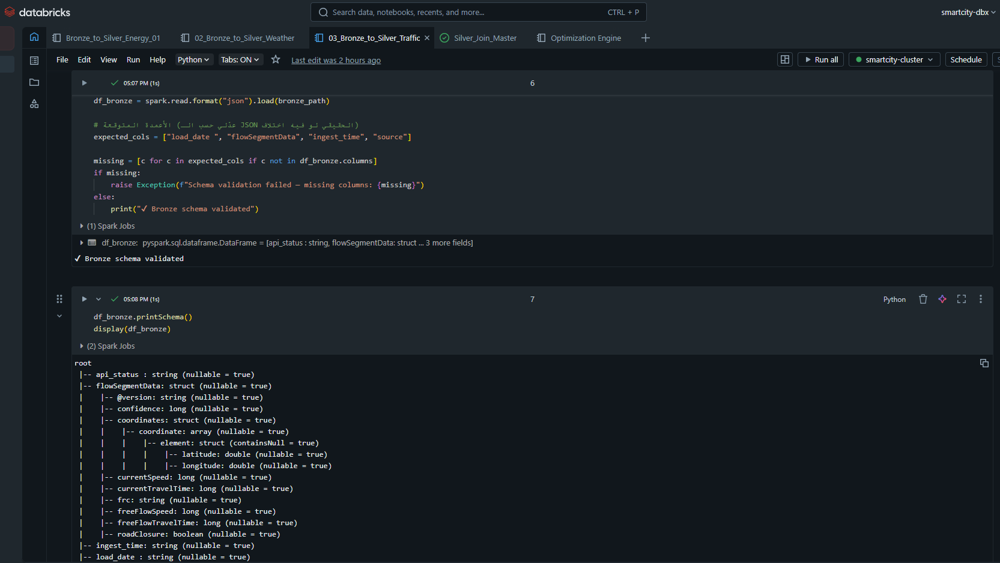 databricks
Search data, notebooks, recents, and more...
CTRL + P
smartcity-dbx
Bronze_to_Silver_Energy_01
02_Bronze_to_Silver_Weather
03_Bronze_to_Silver_Traffic
Silver_Join_Master
Optimization Engine
File Edit View Run Help Python Tabs: ON Last edit was 2 hours ago
Run all
smartcity-cluster
Schedule
05:07 PM (1s)
6
df_bronze = spark.read.format("json").load(bronze_path)
# الأعمدة المتوقعة (عدّلي حسب الـ JSON الحقيقي لو فيه اختلاف)
expected_cols = ["load_date ", "flowSegmentData", "ingest_time", "source"]
missing = [c for c in expected_cols if c not in df_bronze.columns]
if missing:
raise Exception(f"Schema validation failed — missing columns: {missing}")
else:
print("✔ Bronze schema validated")
(1) Spark Jobs
df_bronze: pyspark.sql.dataframe.DataFrame = [api_status : string, flowSegmentData: struct ... 3 more fields]
✔ Bronze schema validated
05:08 PM (1s)
7
Python
df_bronze.printSchema()
display(df_bronze)
(2) Spark Jobs
root
|-- api_status : string (nullable = true)
|-- flowSegmentData: struct (nullable = true)
| |-- @version: string (nullable = true)
| |-- confidence: long (nullable = true)
| |-- coordinates: struct (nullable = true)
| | |-- coordinate: array (nullable = true)
| | | |-- element: struct (containsNull = true)
| | | | |-- latitude: double (nullable = true)
| | | | |-- longitude: double (nullable = true)
| |-- currentSpeed: long (nullable = true)
| |-- currentTravelTime: long (nullable = true)
| |-- frc: string (nullable = true)
| |-- freeFlowSpeed: long (nullable = true)
| |-- freeFlowTravelTime: long (nullable = true)
| |-- roadClosure: boolean (nullable = true)
|-- ingest_time: string (nullable = true)
|-- load_date : string (nullable = true)